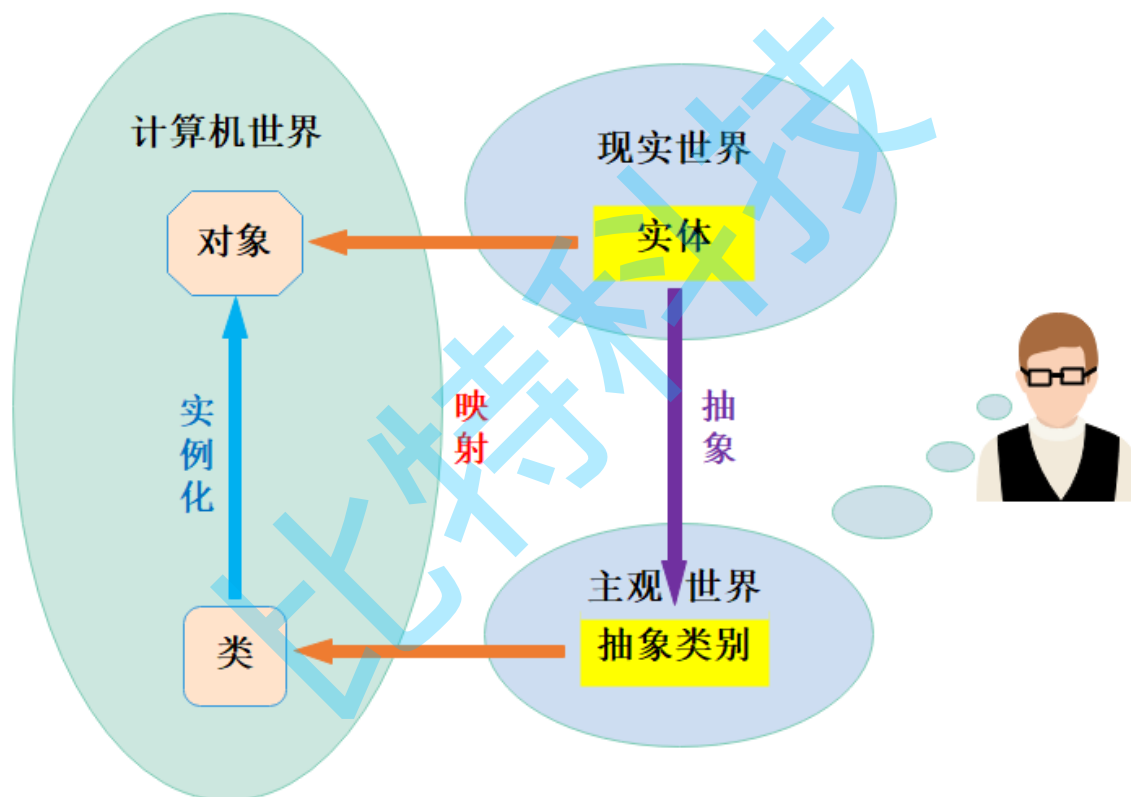 计算机世界
现实世界
对象
实体
实例化
映射
抽象
主观 世界
抽象类别
类
比特科技